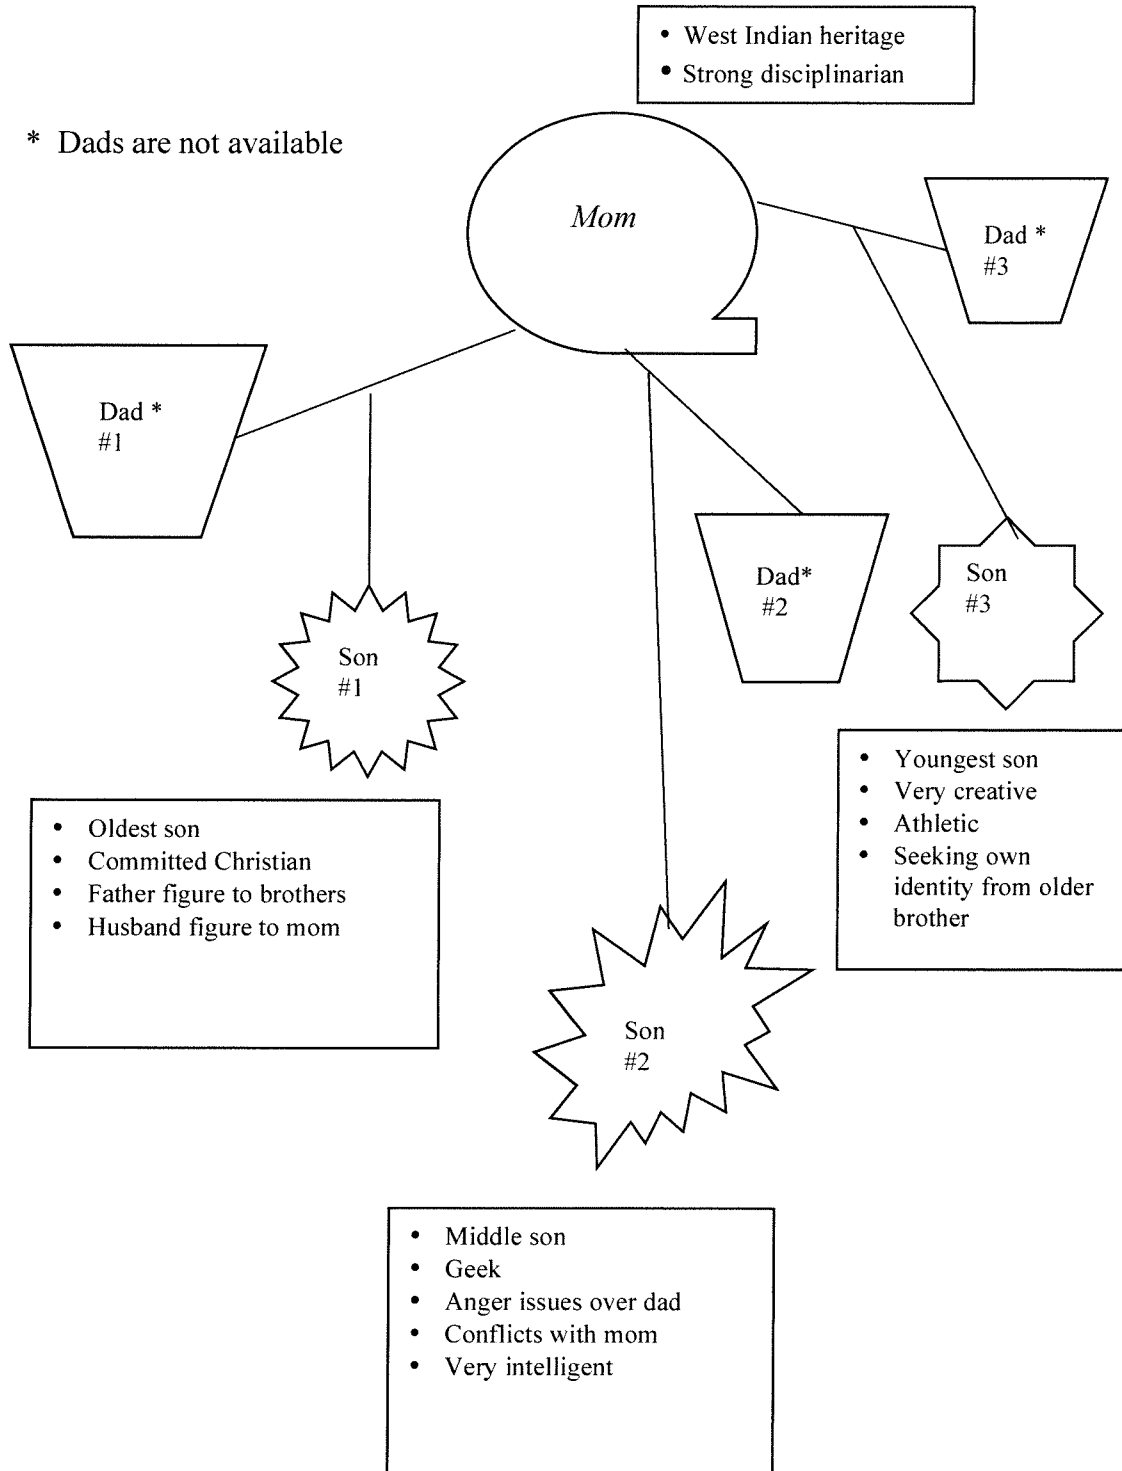 • West Indian heritage
• Strong disciplinarian
* Dads are not available
Mom
Dad *
#3
Dad *
#1
Dad*
#2
Son
#3
Son
#1
• Youngest son
• Very creative
• Athletic
• Seeking own
identity from older
brother
• Oldest son
• Committed Christian
• Father figure to brothers
• Husband figure to mom
Son
#2
• Middle son
• Geek
• Anger issues over dad
• Conflicts with mom
• Very intelligent